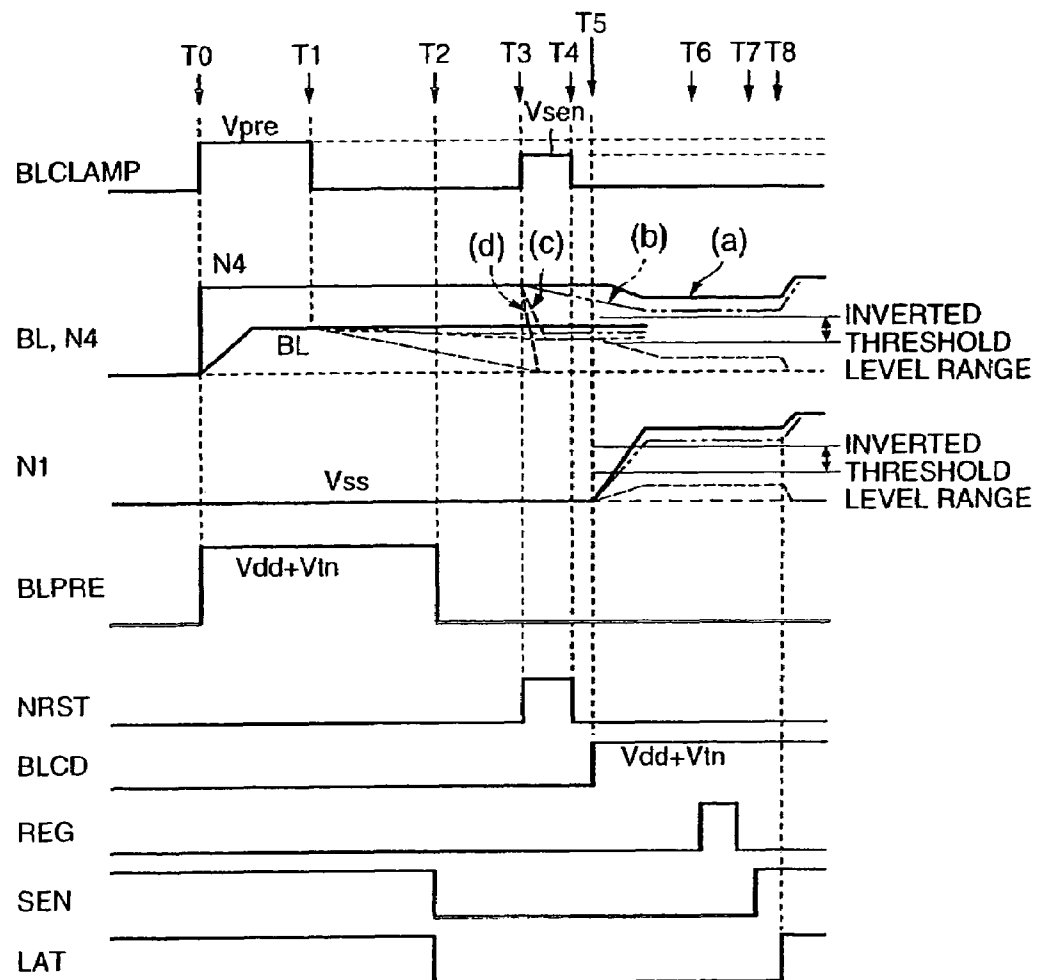 T5
T0 T1 T2 T3 T4 T6 T7 T8
Vpre Vsen
BLCLAMP
(d) (c) (b) (a)
N4
INVERTED
BL, N4 BL THRESHOLD
LEVEL RANGE
INVERTED
N1 THRESHOLD
Vss LEVEL RANGE
BLPRE Vdd+Vtn
NRST
BLCD Vdd+Vtn
REG
SEN
LAT